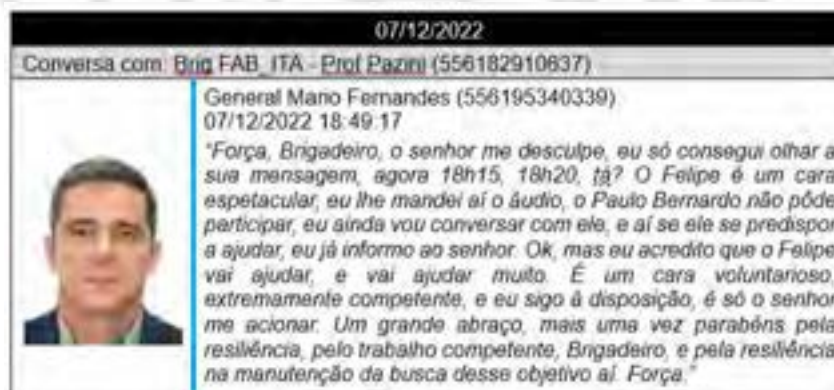 07/12/2022
Conversa com: Brig FAB_ITA - Prof Pazini (556182910637)
General Mario Fernandes (556195340339)
07/12/2022 18:49:17
"Força, Brigadeiro, o senhor me desculpe, eu só consegui olhar a
sua mensagem, agora 18h15, 18h20, tá? O Felipe é um cara
espetacular, eu lhe mandei aí o áudio, o Paulo Bernardo não pôde
participar, eu ainda vou conversar com ele, e aí se ele se predispor
a ajudar, eu já informo ao senhor. Ok, mas eu acredito que o Felipe
vai ajudar, e vai ajudar muito. É um cara voluntarioso,
extremamente competente, e eu sigo à disposição, é só o senhor
me acionar. Um grande abraço, mais uma vez parabéns pela
resiliência, pelo trabalho competente, Brigadeiro, e pela resiliência
na manutenção da busca desse objetivo aí. Força."